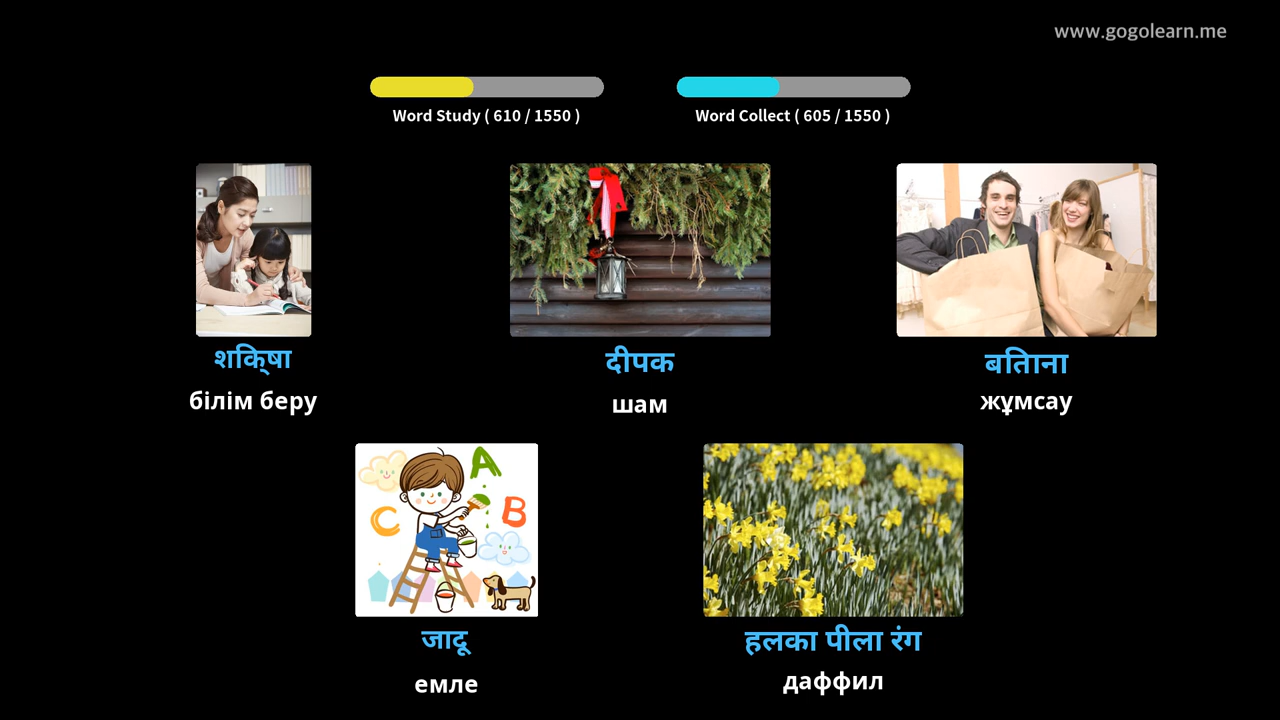 www.gogolearn.me
Word Study ( 610 / 1550 )
Word Collect ( 605 / 1550 )
शकि्षा
दीपक
बतिाना
білім беру
шам
жұмсау
A
B
C
जादू
हलका पीला रंग
емле
даффил